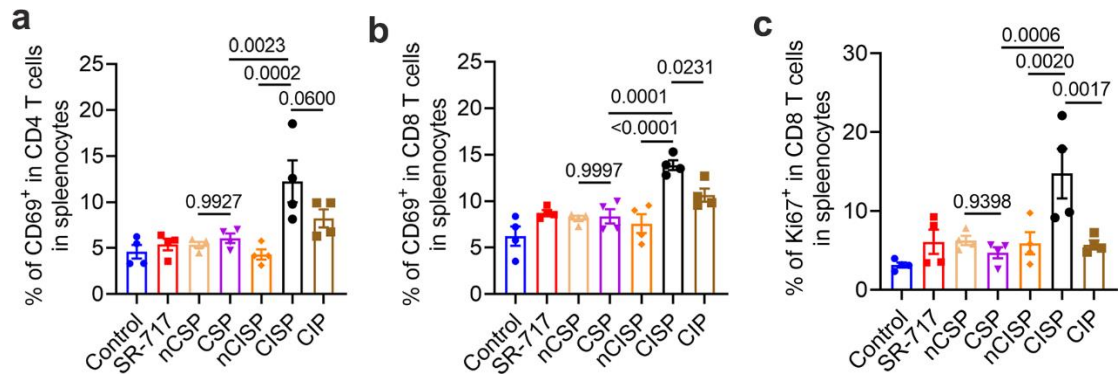 a
% of CD69⁺ in CD4 T cells
in spleenocytes
25
20
15
10
5
0
0.0023
0.0002
0.0600
0.9927
Control
SR-717
nCSP
CSP
nCISP
CISP
CIP
b
% of CD69⁺ in CD8 T cells
in spleenocytes
25
20
15
10
5
0
0.0231
0.0001
<0.0001
0.9997
Control
SR-717
nCSP
CSP
nCISP
CISP
CIP
c
% of Ki67⁺ in CD8 T cells
in spleenocytes
30
20
10
0
0.0006
0.0020
0.0017
0.9398
Control
SR-717
nCSP
CSP
nCISP
CISP
CIP